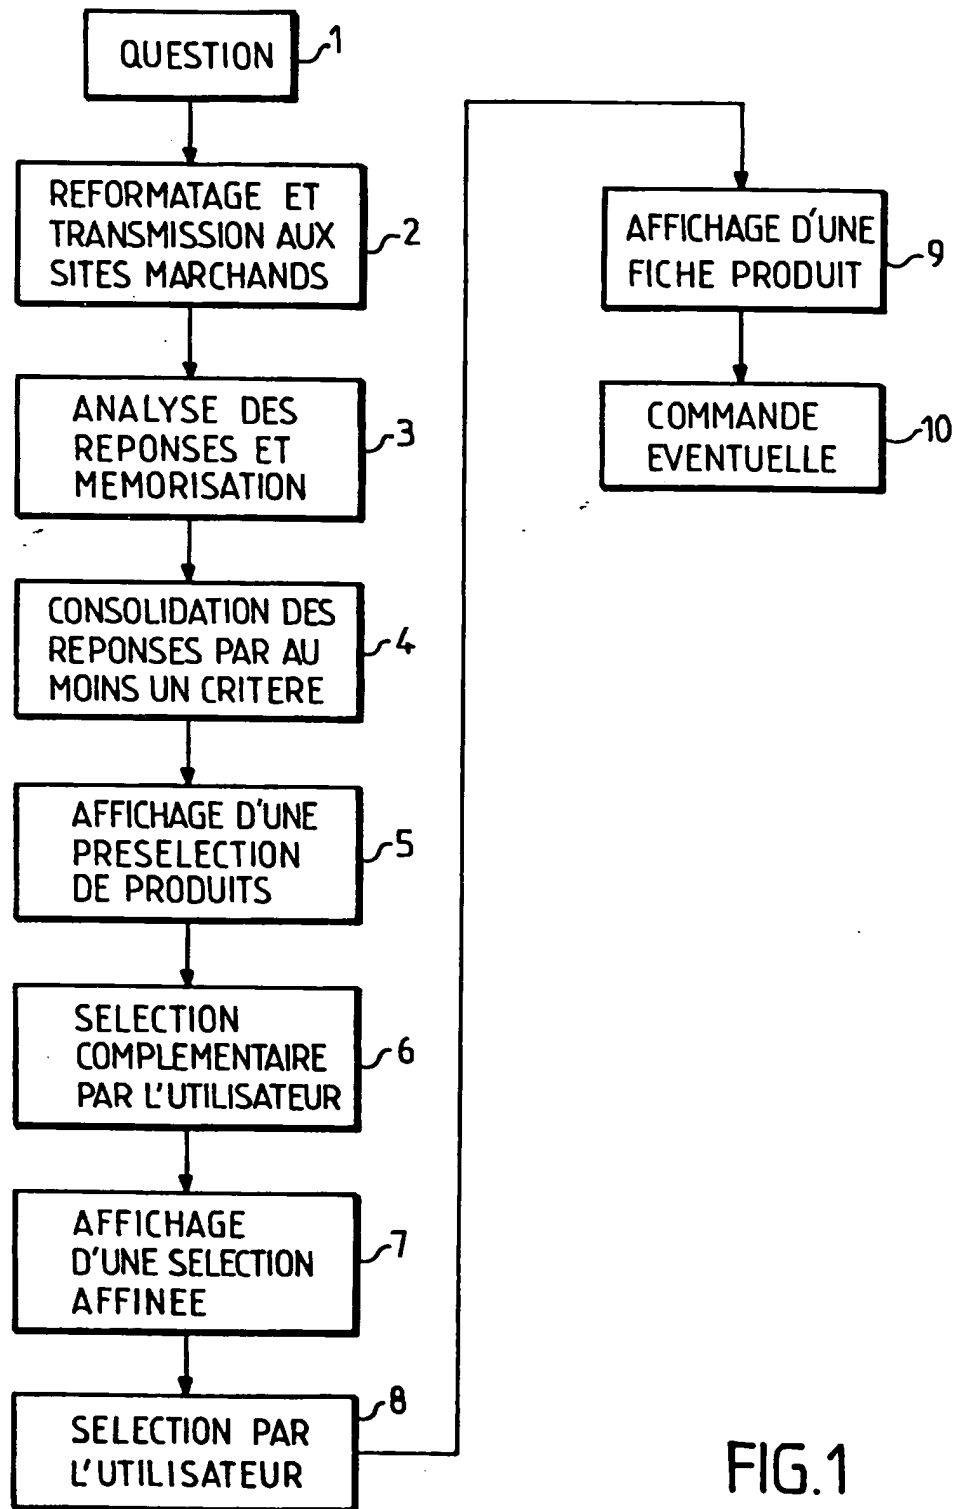 QUESTION
1
REFORMATAGE ET
TRANSMISSION AUX
SITES MARCHANDS
2
ANALYSE DES
REPONSES ET
MEMORISATION
3
CONSOLIDATION DES
REPONSES PAR AU
MOINS UN CRITERE
4
AFFICHAGE D'UNE
PRESELECTION
DE PRODUITS
5
SELECTION
COMPLEMENTAIRE
PAR L'UTILISATEUR
6
AFFICHAGE
D'UNE SELECTION
AFFINEE
7
SELECTION PAR
L'UTILISATEUR
8
AFFICHAGE D'UNE
FICHE PRODUIT
9
COMMANDE
EVENTUELLE
10
FIG.1